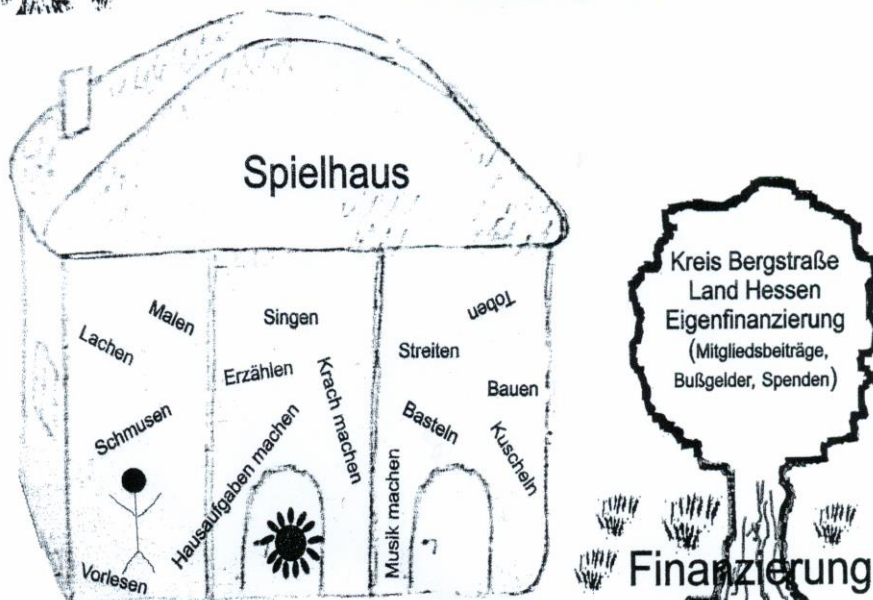 Spielhaus
Malen
Lachen
Schmusen
Vorlesen
Singen
Erzählen
Krach machen
Hausaufgaben machen
Toben
Streiten
Bauen
Basteln
Kuscheln
Musik machen
Kreis Bergstraße
Land Hessen
Eigenfinanzierung
(Mitgliedsbeiträge,
Bußgelder, Spenden)
Finanzierung